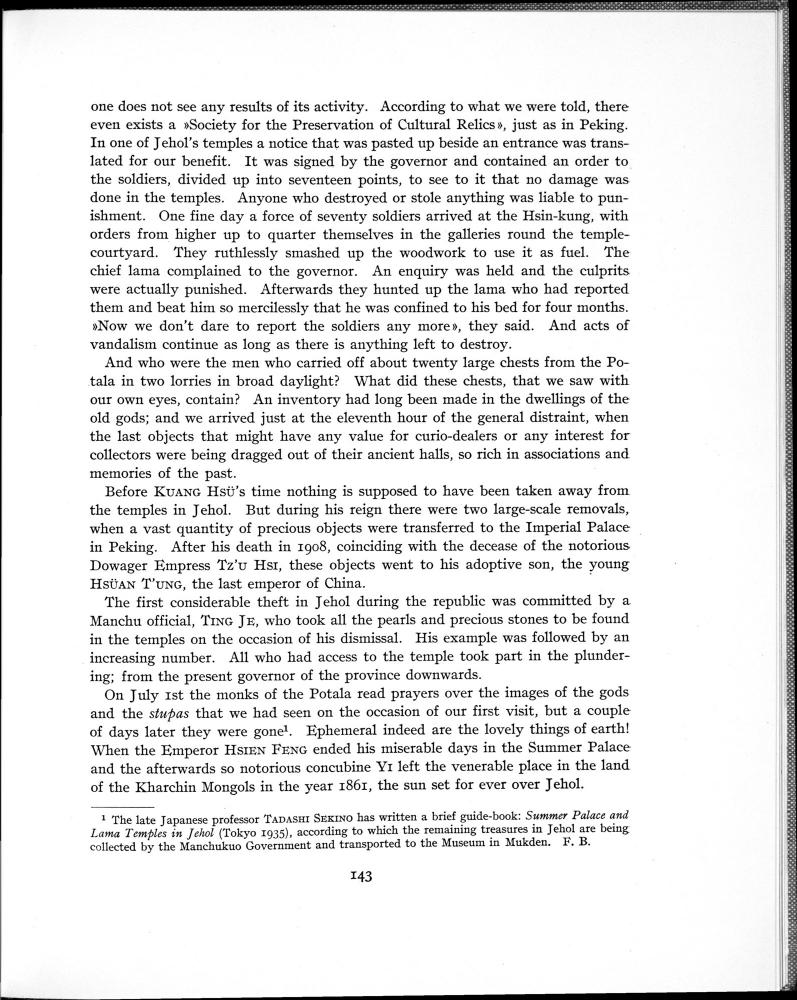 one does not see any results of its activity. According to what we were told, there
even exists a »Society for the Preservation of Cultural Relics», just as in Peking.
In one of Jehol's temples a notice that was pasted up beside an entrance was trans-
lated for our benefit. It was signed by the governor and contained an order to
the soldiers, divided up into seventeen points, to see to it that no damage was
done in the temples. Anyone who destroyed or stole anything was liable to pun-
ishment. One fine day a force of seventy soldiers arrived at the Hsin-kung, with
orders from higher up to quarter themselves in the galleries round the temple-
courtyard. They ruthlessly smashed up the woodwork to use it as fuel. The
chief lama complained to the governor. An enquiry was held and the culprits
were actually punished. Afterwards they hunted up the lama who had reported
them and beat him so mercilessly that he was confined to his bed for four months.
»Now we don't dare to report the soldiers any more», they said. And acts of
vandalism continue as long as there is anything left to destroy.
And who were the men who carried off about twenty large chests from the Po-
tala in two lorries in broad daylight? What did these chests, that we saw with
our own eyes, contain? An inventory had long been made in the dwellings of the
old gods; and we arrived just at the eleventh hour of the general distraint, when
the last objects that might have any value for curio-dealers or any interest for
collectors were being dragged out of their ancient halls, so rich in associations and
memories of the past.
Before KUANG HSÜ's time nothing is supposed to have been taken away from
the temples in Jehol. But during his reign there were two large-scale removals,
when a vast quantity of precious objects were transferred to the Imperial Palace
in Peking. After his death in 1908, coinciding with the decease of the notorious
Dowager Empress TZ'U HSI, these objects went to his adoptive son, the young
HSÜAN T'UNG, the last emperor of China.
The first considerable theft in Jehol during the republic was committed by a
Manchu official, TING JE, who took all the pearls and precious stones to be found
in the temples on the occasion of his dismissal. His example was followed by an
increasing number. All who had access to the temple took part in the plunder-
ing; from the present governor of the province downwards.
On July 1st the monks of the Potala read prayers over the images of the gods
and the stupas that we had seen on the occasion of our first visit, but a couple
of days later they were gone¹. Ephemeral indeed are the lovely things of earth!
When the Emperor HSIEN FENG ended his miserable days in the Summer Palace
and the afterwards so notorious concubine YI left the venerable place in the land
of the Kharchin Mongols in the year 1861, the sun set for ever over Jehol.
¹ The late Japanese professor TADASHI SEKINO has written a brief guide-book: Summer Palace and
Lama Temples in Jehol (Tokyo 1935), according to which the remaining treasures in Jehol are being
collected by the Manchukuo Government and transported to the Museum in Mukden. F. B.
143